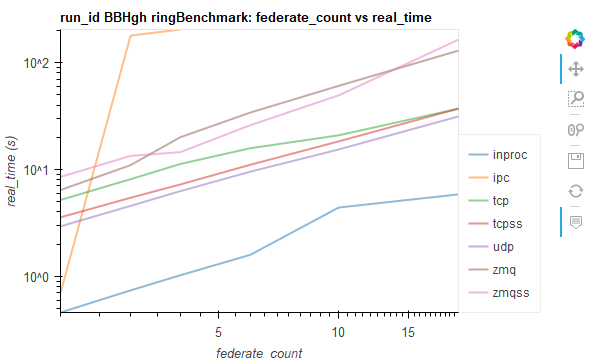 run_id BBHgh ringBenchmark: federate_count vs real_time
real_time (s)
10^2
10^1
10^0
5
10
15
federate_count
inproc
ipc
tcp
tcpss
udp
zmq
zmqss